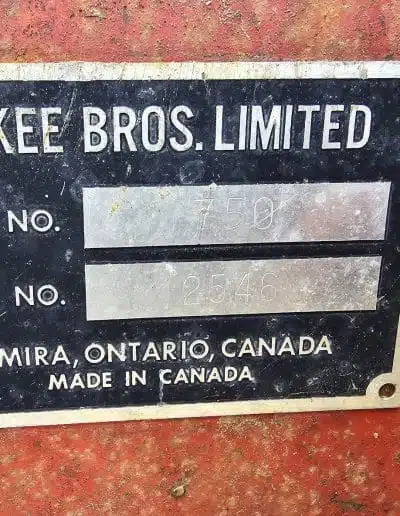 KEE BROS. LIMITED
NO. 750
NO. 2546
MIRA, ONTARIO, CANADA
MADE IN CANADA